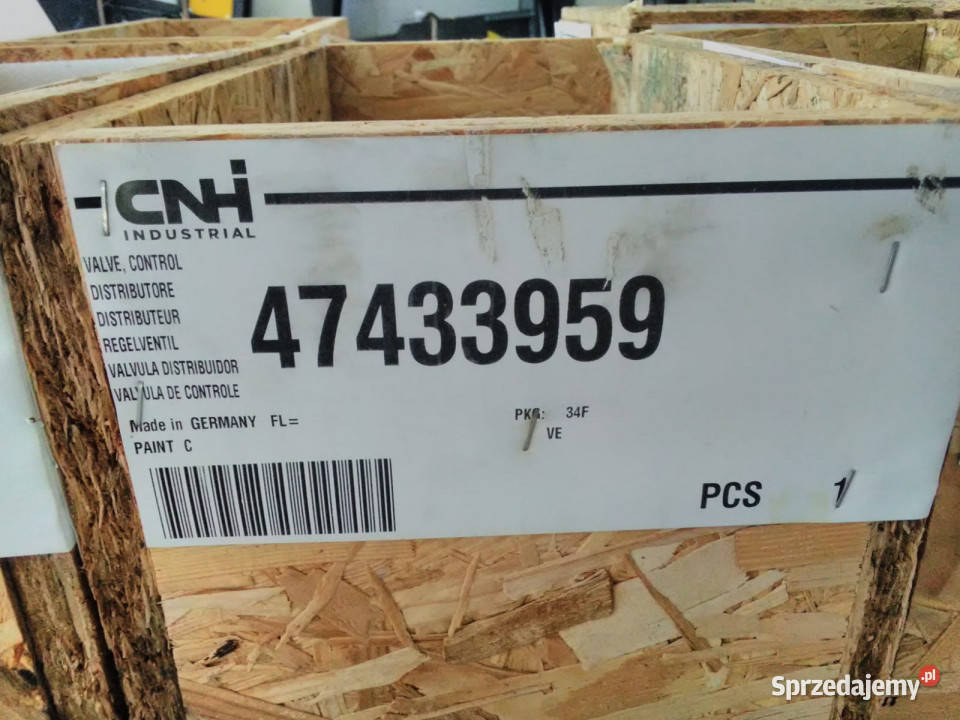 CNHi
INDUSTRIAL
VALVE, CONTROL
DISTRIBUTORE
DISTRIBUTEUR
REGELVENTIL
VALVULA DISTRIBUIDOR
VALVULA DE CONTROLE
47433959
Made in GERMANY FL=
PAINT C
PKG: 34F
VE
PCS 1
Sprzedajemy.pl